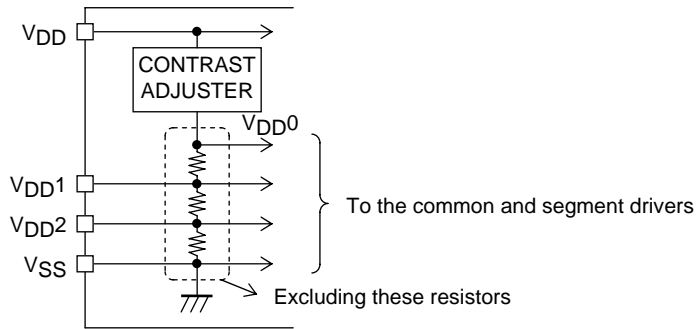 VDD
CONTRAST
ADJUSTER
VDD0
VDD1
VDD2
VSS
To the common and segment drivers
Excluding these resistors